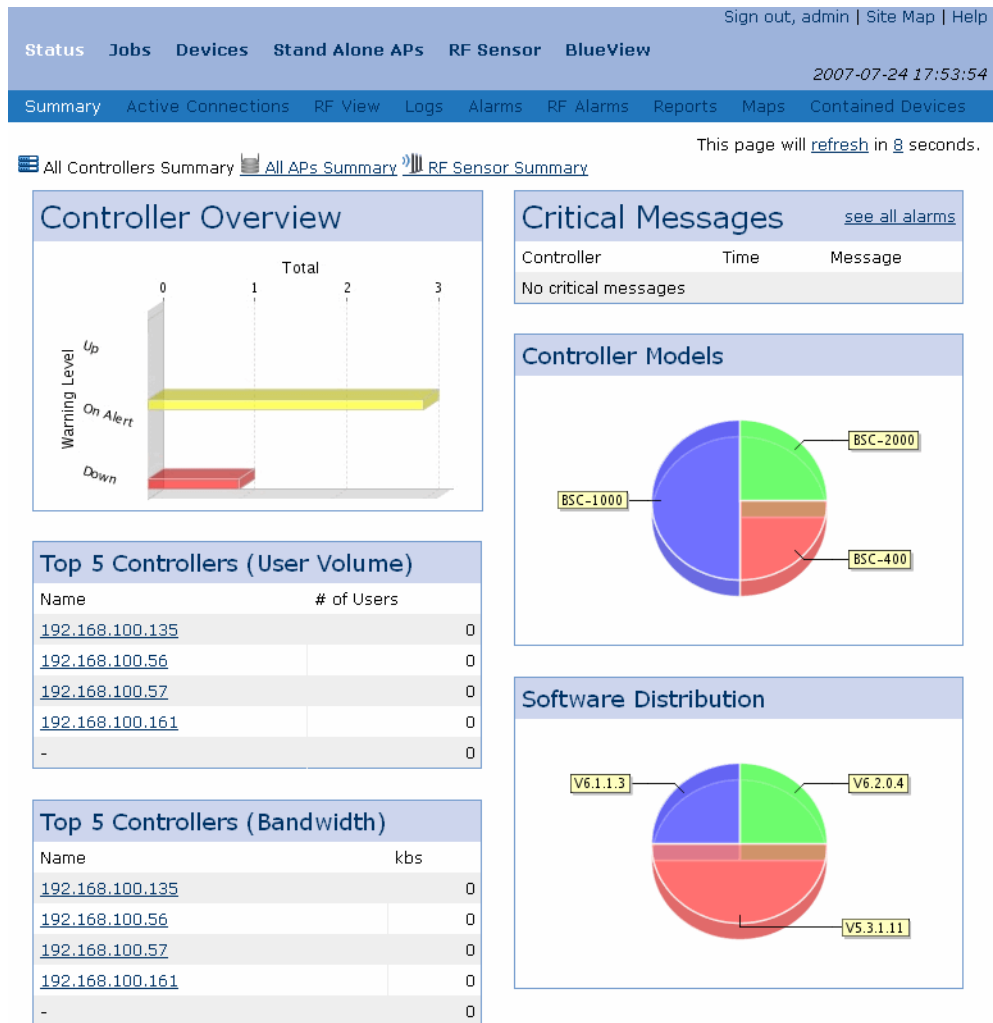 Sign out, admin | Site Map | Help
Status Jobs Devices Stand Alone APs RF Sensor BlueView
2007-07-24 17:53:54
Summary Active Connections RF View Logs Alarms RF Alarms Reports Maps Contained Devices
This page will refresh in 8 seconds.
All Controllers Summary All APs Summary RF Sensor Summary
Controller Overview
Total
0 1 2 3
Warning Level
Up
On Alert
Down
Top 5 Controllers (User Volume)
Name # of Users
192.168.100.135 0
192.168.100.56 0
192.168.100.57 0
192.168.100.161 0
- 0
Top 5 Controllers (Bandwidth)
Name kbs
192.168.100.135 0
192.168.100.56 0
192.168.100.57 0
192.168.100.161 0
- 0
Critical Messages see all alarms
Controller Time Message
No critical messages
Controller Models
BSC-2000
BSC-1000
BSC-400
Software Distribution
V6.1.1.3 V6.2.0.4
V5.3.1.11